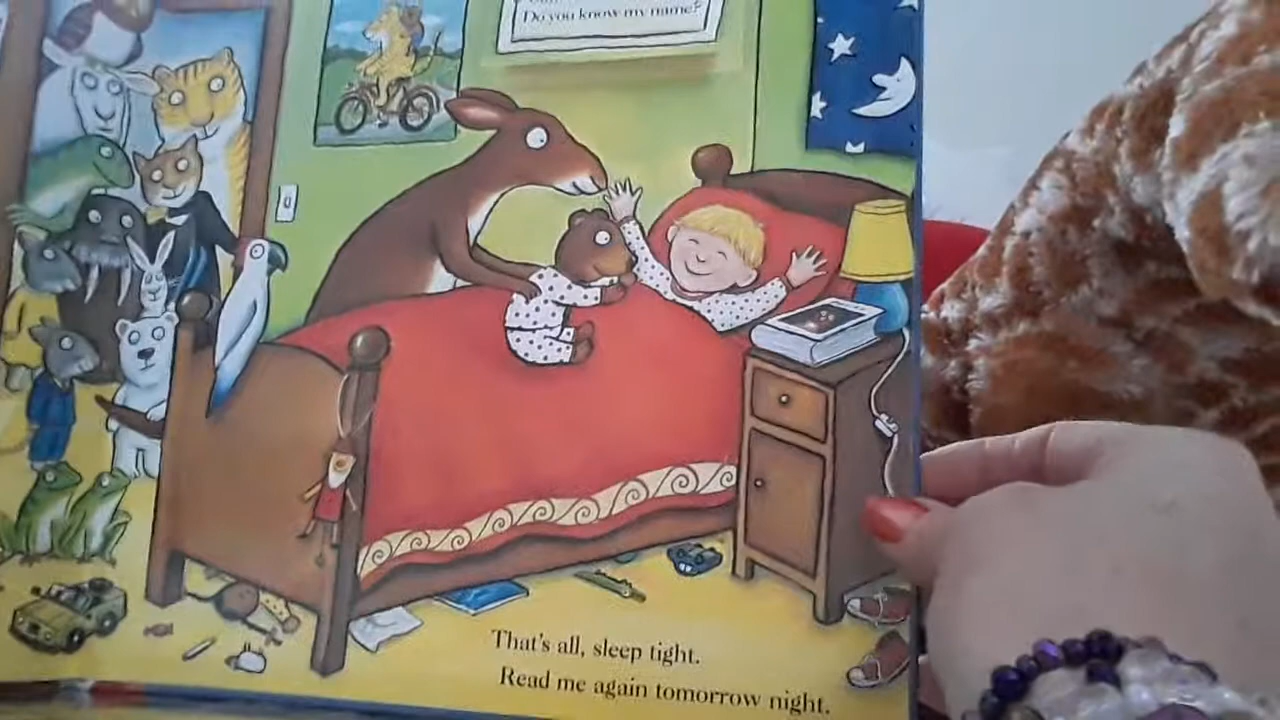 Do you know my name?
That's all, sleep tight.
Read me again tomorrow night.